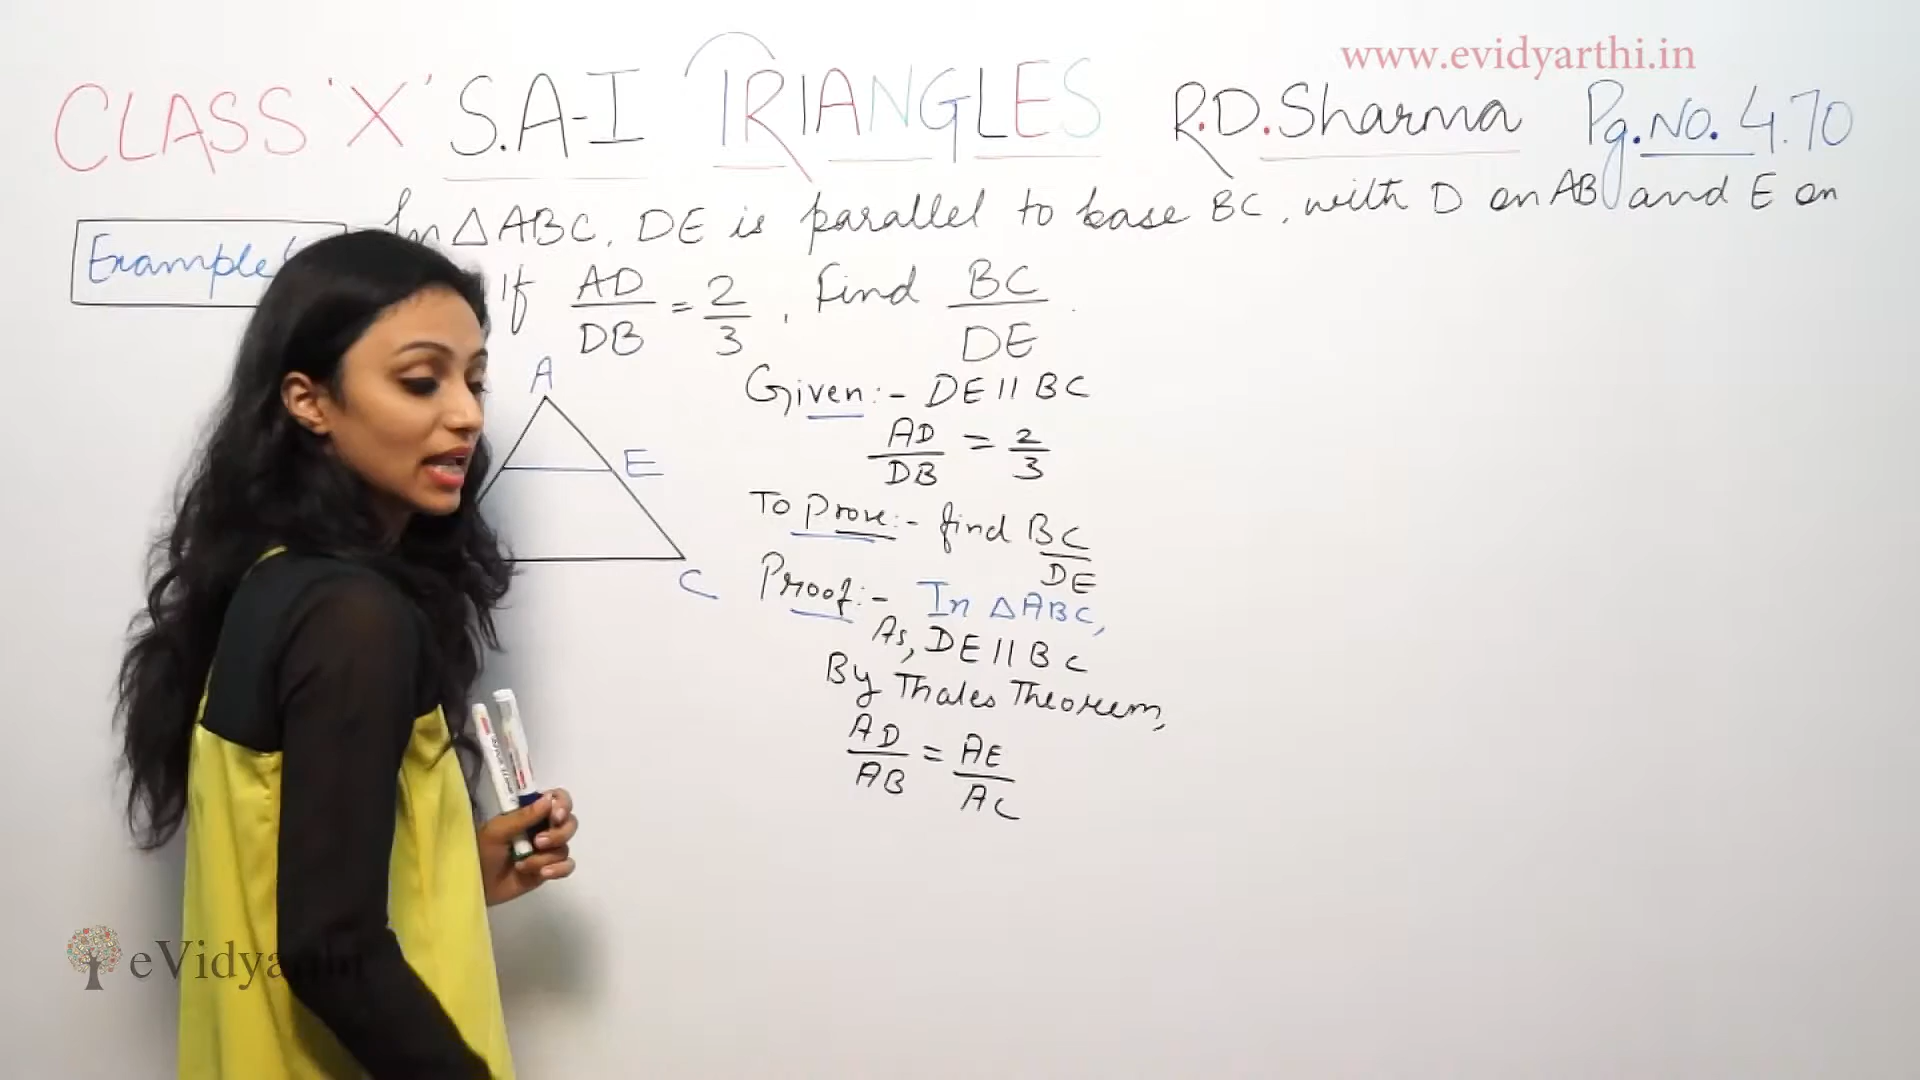 www.evidyarthi.in
CLASS 'X' S.A-I TRIANGLES R.D.Sharma Pg.No. 4.70
In △ABC, DE is parallel to base BC, with D on AB and E on
Example
If AD/DB = 2/3, Find BC/DE.
A
E
C
Given:- DE || BC
AD/DB = 2/3
To prove:- find BC/DE
Proof:- In △ABC,
As, DE || BC
By Thales Theorem,
AD/AB = AE/AC
eVidyarthi